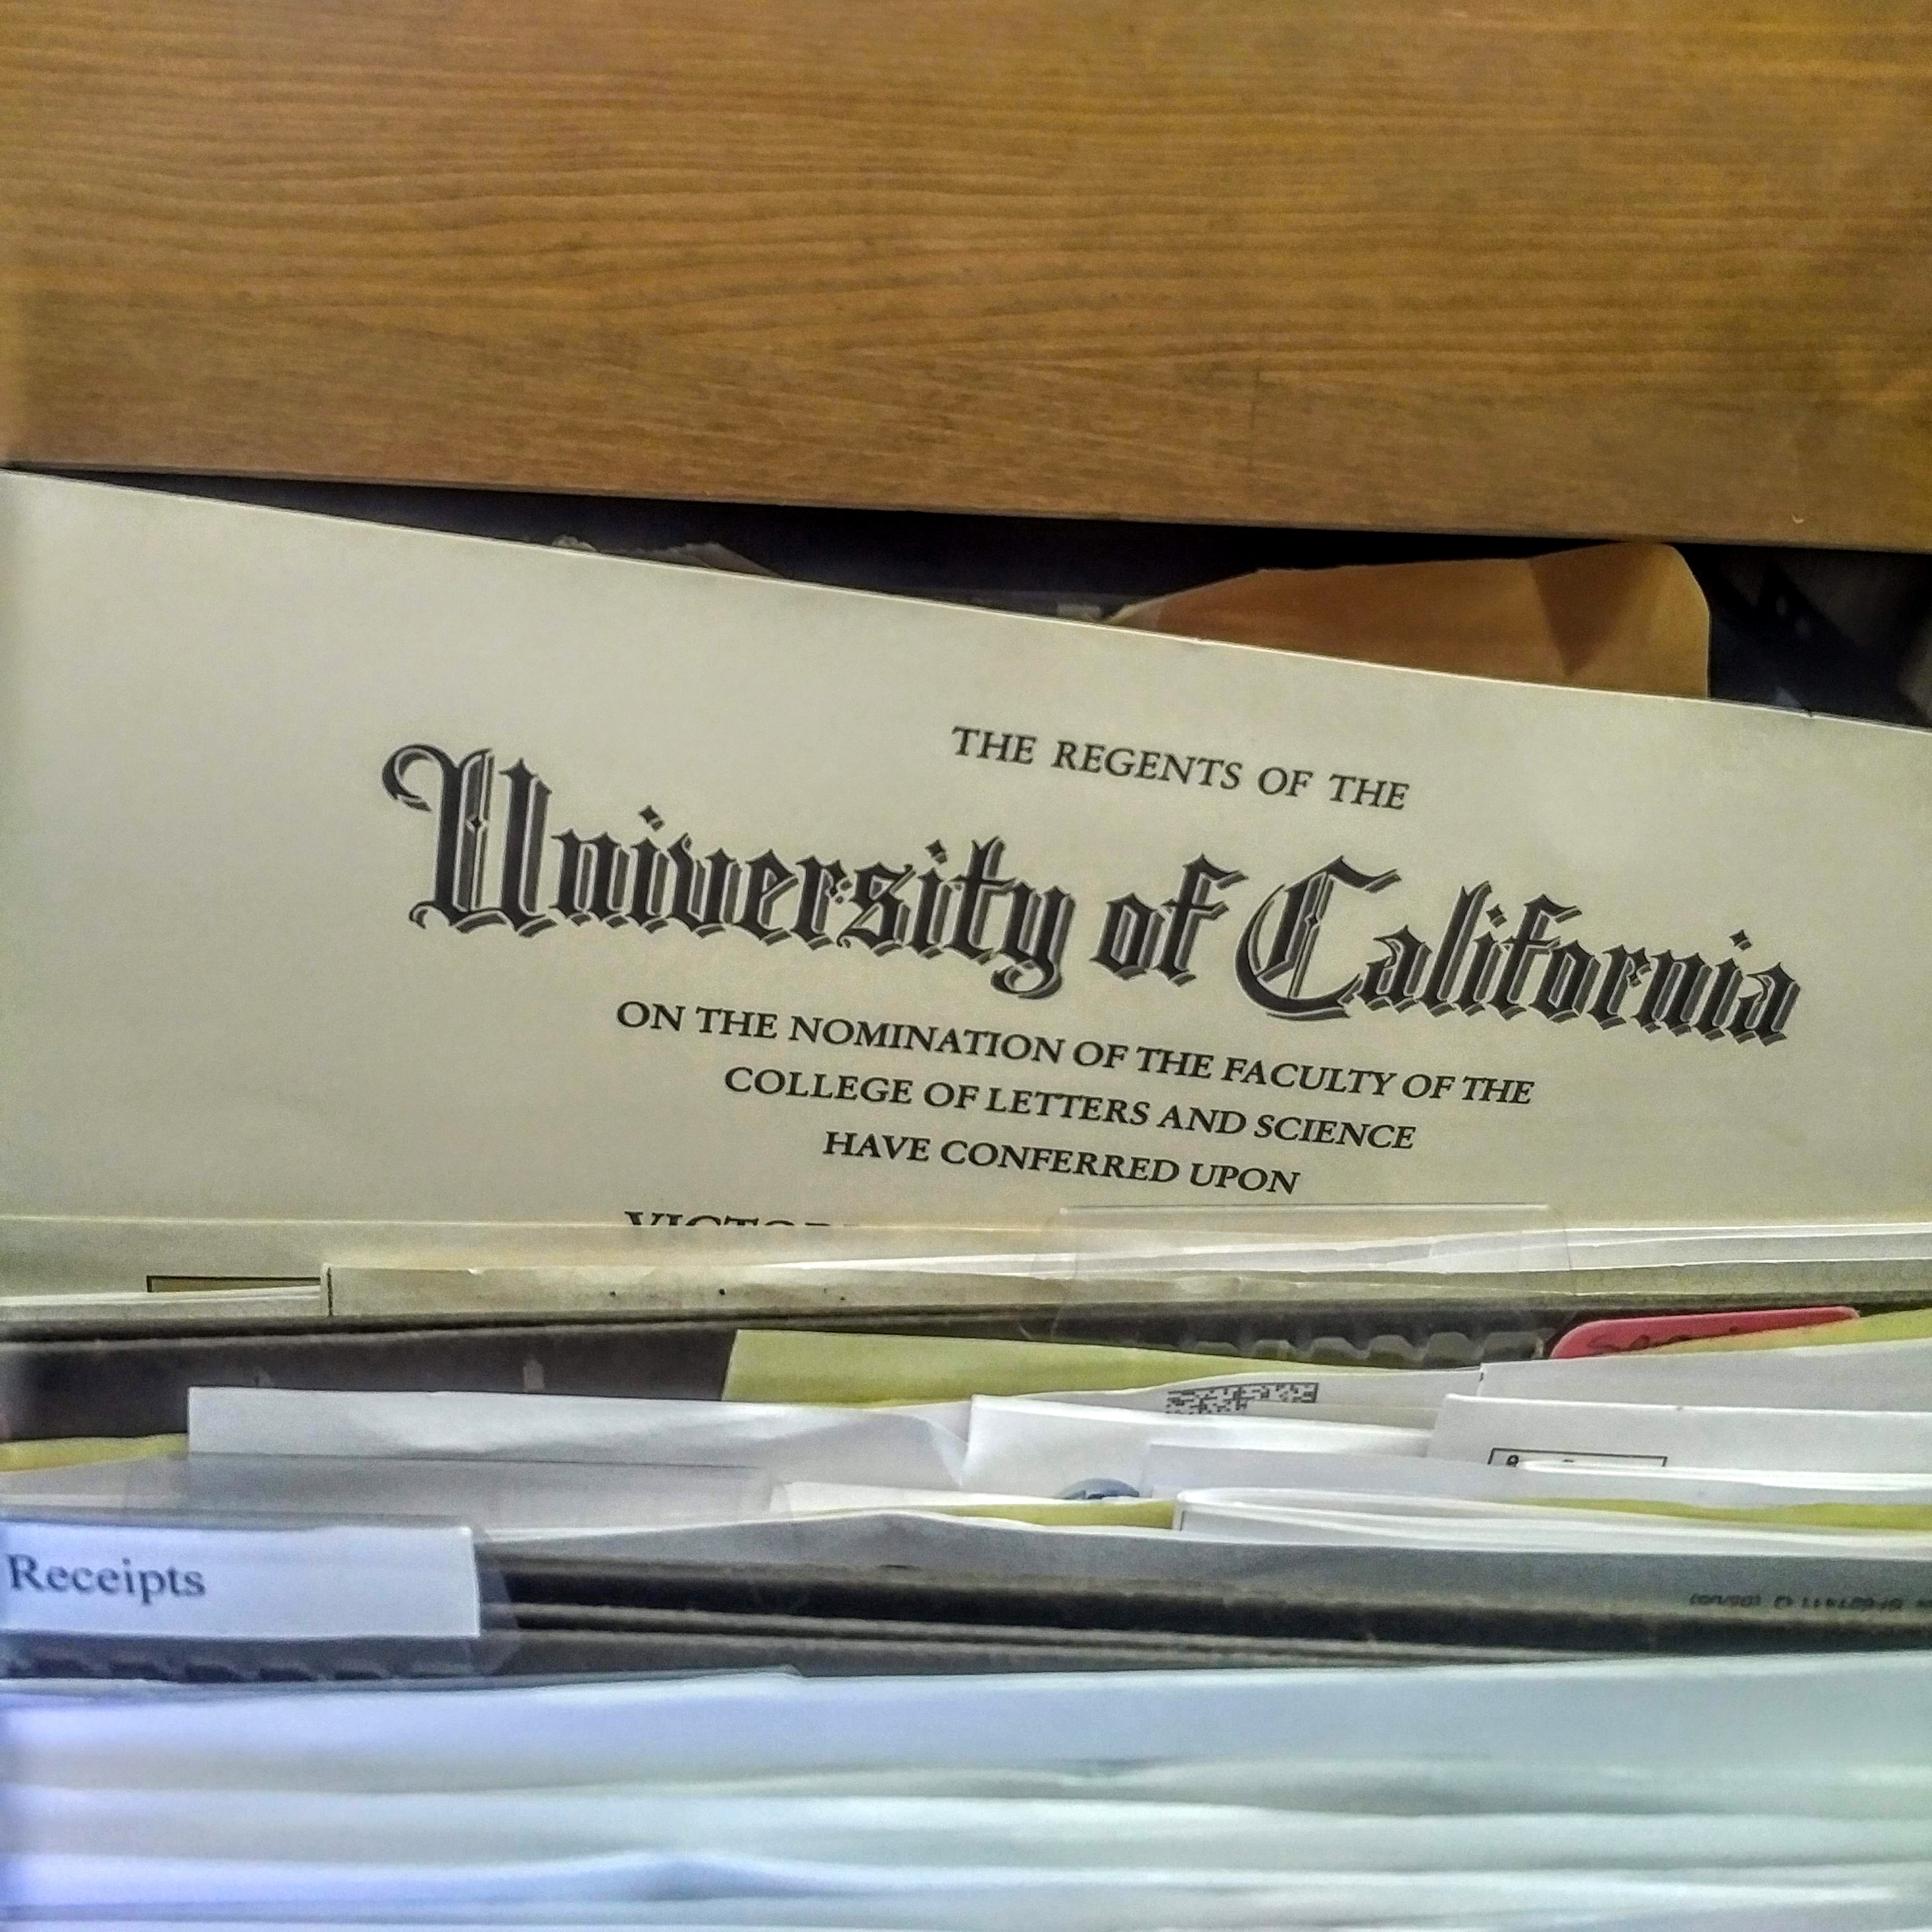 THE REGENTS OF THE
University of California
ON THE NOMINATION OF THE FACULTY OF THE
COLLEGE OF LETTERS AND SCIENCE
HAVE CONFERRED UPON
Receipts